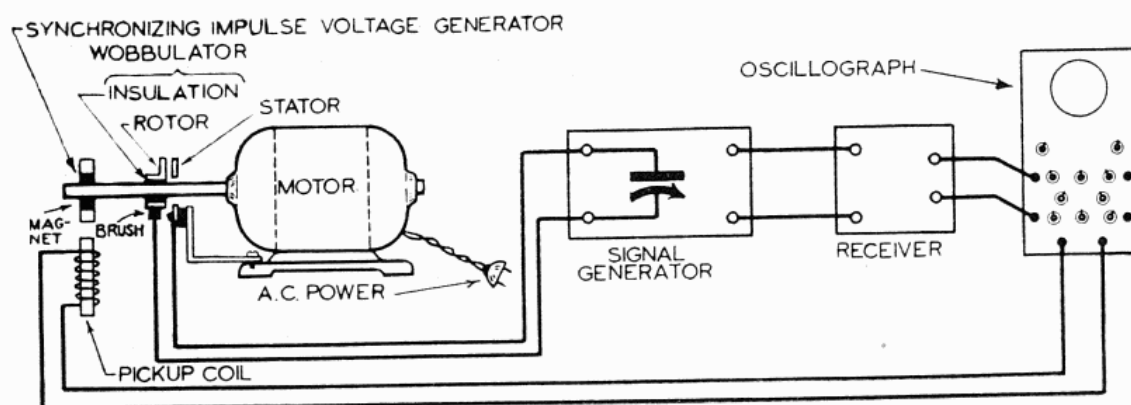 SYNCHRONIZING IMPULSE VOLTAGE GENERATOR
WOBBULATOR
INSULATION
ROTOR
STATOR
MOTOR
MAG-
NET
BRUSH
A.C. POWER
PICKUP COIL
SIGNAL
GENERATOR
RECEIVER
OSCILLOGRAPH